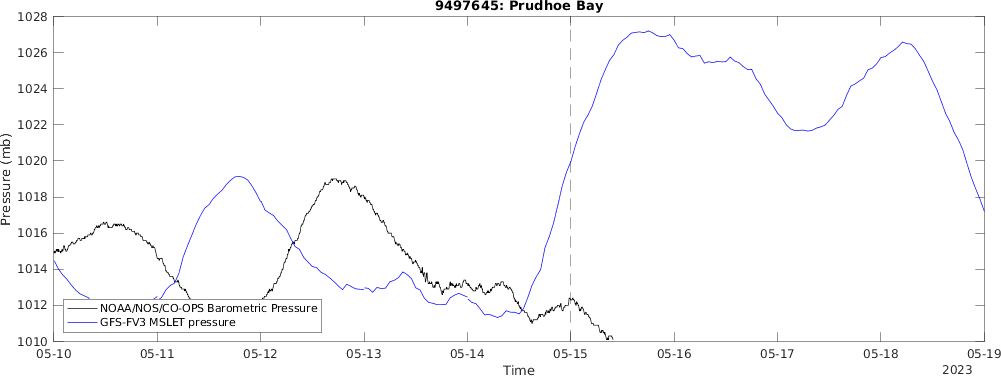 9497645: Prudhoe Bay
1028
1026
1024
1022
1020
1018
1016
1014
1012
1010
Pressure (mb)
NOAA/NOS/CO-OPS Barometric Pressure
GFS-FV3 MSLET pressure
05-10 05-11 05-12 05-13 05-14 05-15 05-16 05-17 05-18 05-19
Time
2023